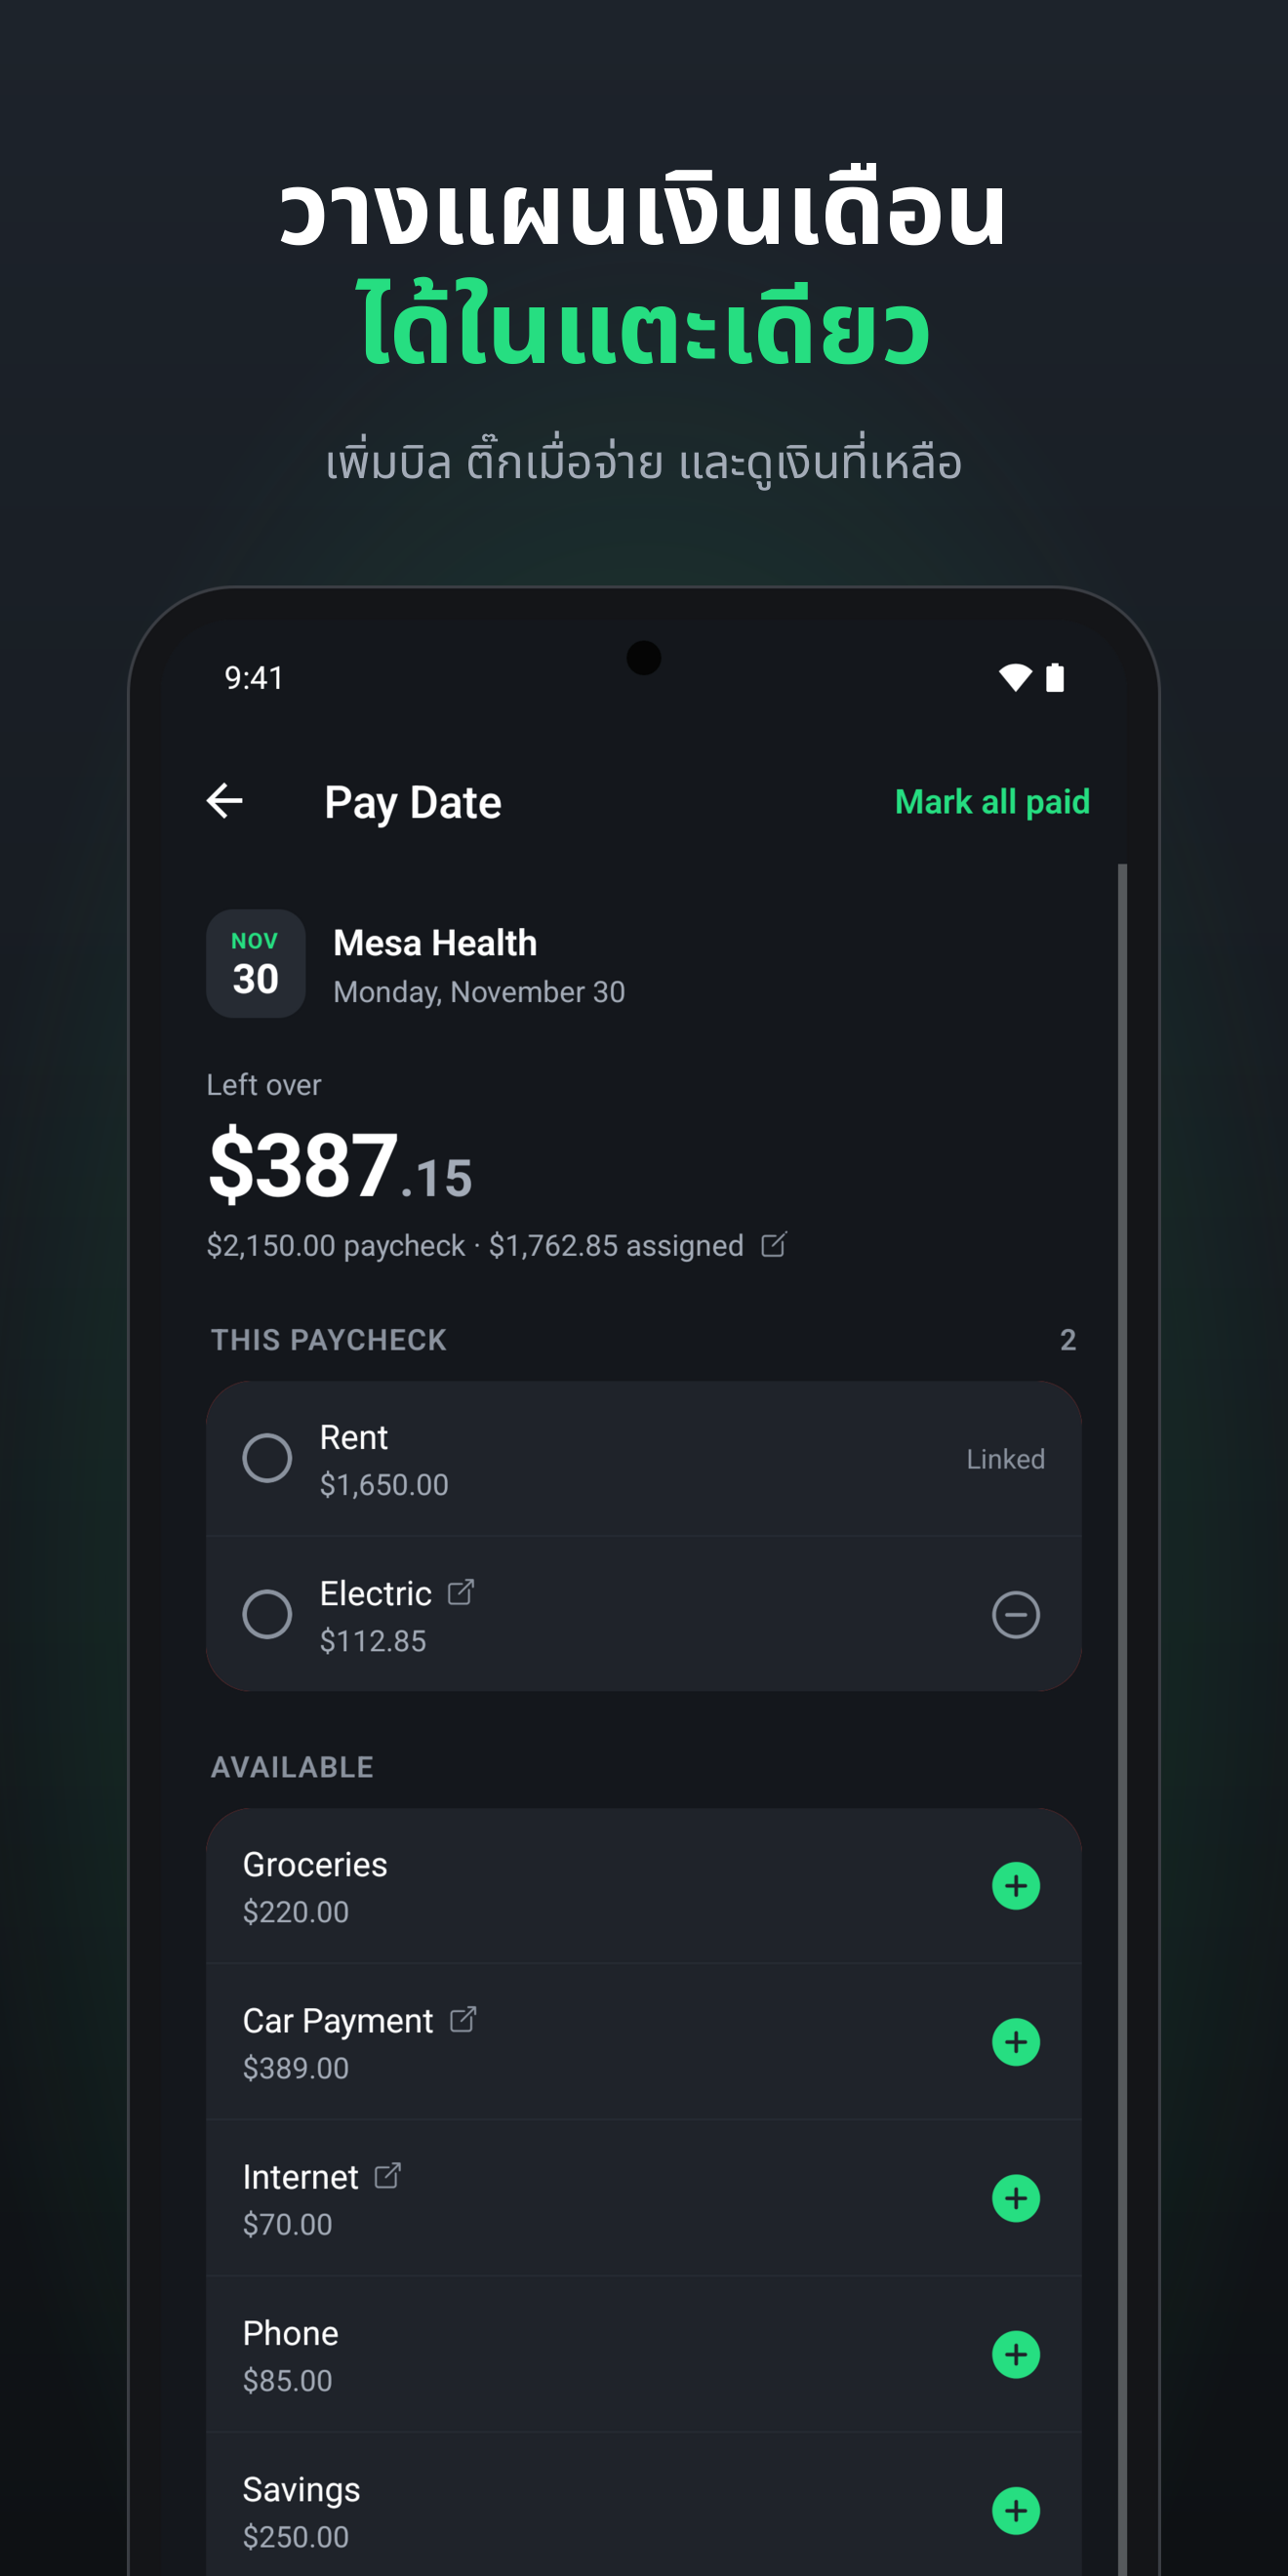 วางแผนเงินเดือน
ได้ในแตะเดียว
เพิ่มบิล ติ๊กเมื่อจ่าย และดูเงินที่เหลือ
9:41
Pay Date
Mark all paid
NOV
30
Mesa Health
Monday, November 30
Left over
$387.15
$2,150.00 paycheck · $1,762.85 assigned
THIS PAYCHECK 2
Rent
$1,650.00
Linked
Electric
$112.85
AVAILABLE
Groceries
$220.00
Car Payment
$389.00
Internet
$70.00
Phone
$85.00
Savings
$250.00